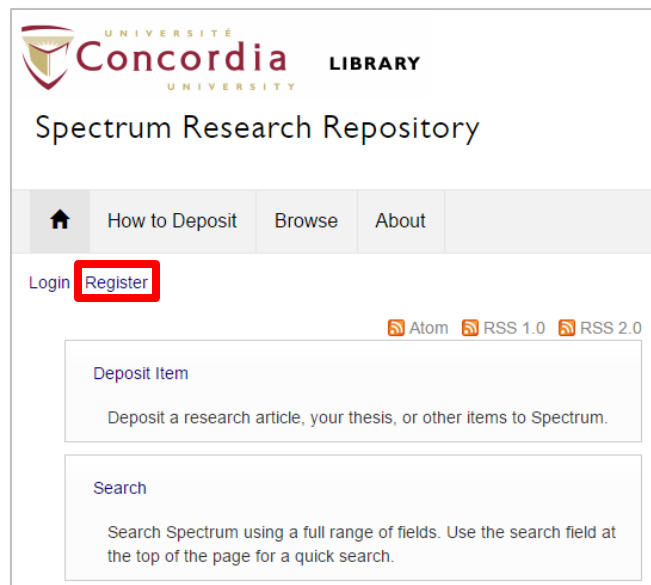 UNIVERSITÉ
Concordia
UNIVERSITY
LIBRARY
Spectrum Research Repository
How to Deposit Browse About
Login Register
Atom RSS 1.0 RSS 2.0
Deposit Item
Deposit a research article, your thesis, or other items to Spectrum.
Search
Search Spectrum using a full range of fields. Use the search field at
the top of the page for a quick search.